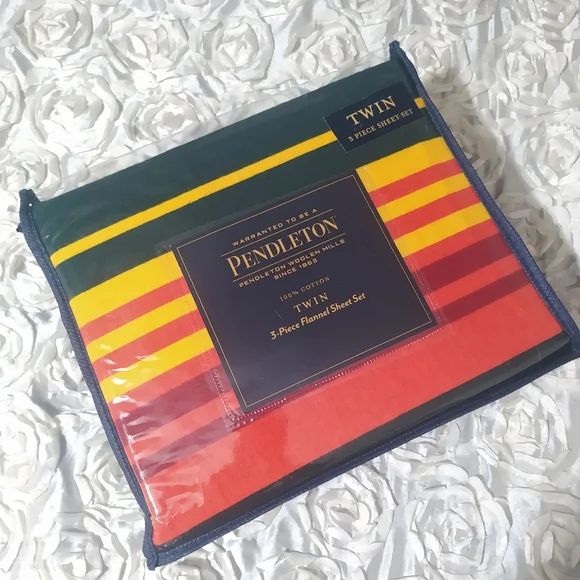 TWIN
3 PIECE SHEET SET
WARRANTED TO BE A
PENDLETON
PENDLETON WOOLEN MILLS
SINCE 1863
100% COTTON
TWIN
3-Piece Flannel Sheet Set